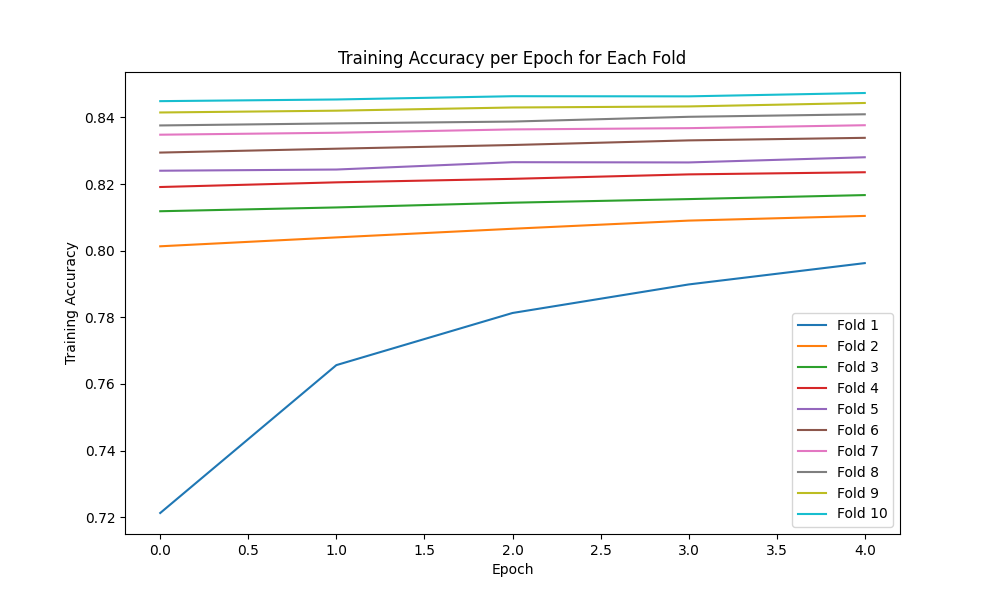 Training Accuracy per Epoch for Each Fold
Training Accuracy
0.84
0.82
0.80
0.78
0.76
0.74
0.72
Fold 1
Fold 2
Fold 3
Fold 4
Fold 5
Fold 6
Fold 7
Fold 8
Fold 9
Fold 10
0.0 0.5 1.0 1.5 2.0 2.5 3.0 3.5 4.0
Epoch